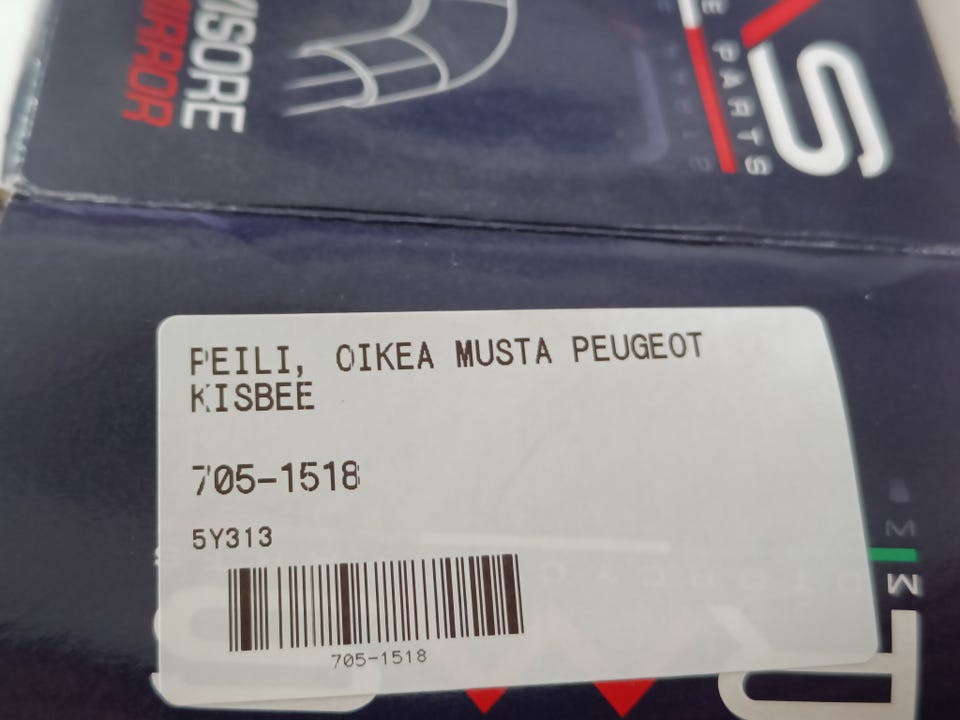 VISORE
MIRROR
E PARTS
S
PEILI, OIKEA MUSTA PEUGEOT
KISBEE
705-1518
5Y313
705-1518
M